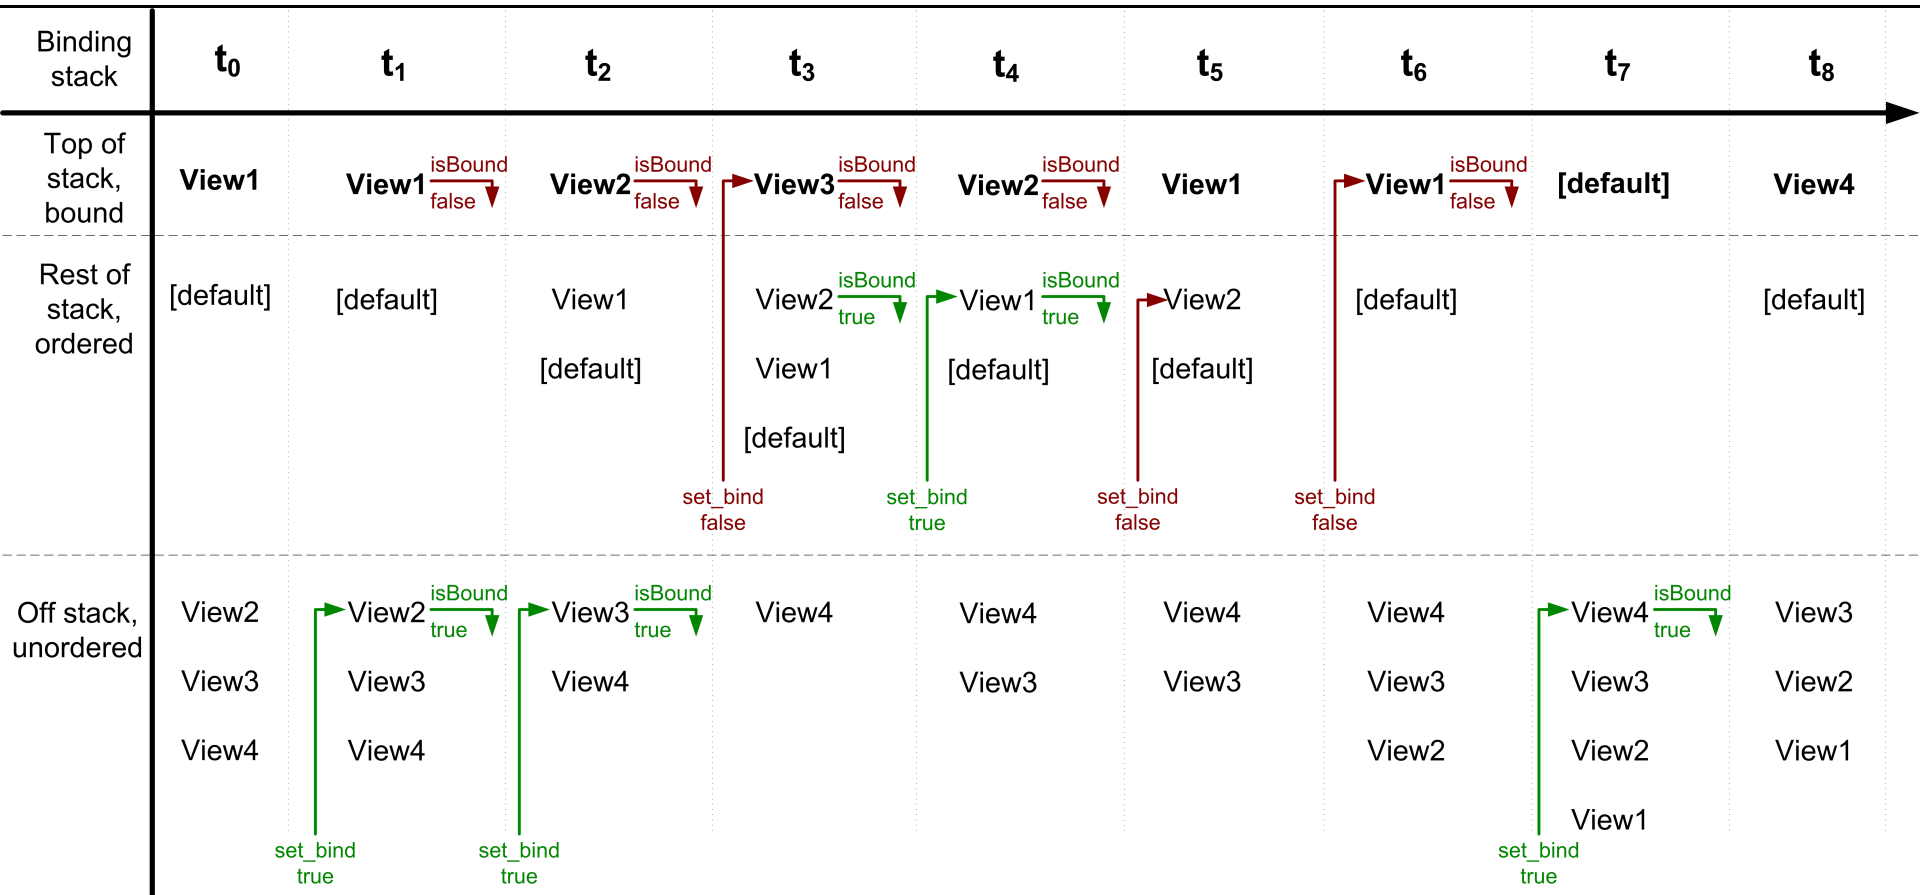 Binding
stack
t0 t1 t2 t3 t4 t5 t6 t7 t8
Top of
stack,
bound
View1
View1 isBound
false
View2 isBound
false
View3 isBound
false
View2 isBound
false
View1
View1 isBound
false
[default]
View4
Rest of
stack,
ordered
[default]
[default]
View1
[default]
View2 isBound
true
View1
[default]
set_bind
false
View1 isBound
true
[default]
set_bind
true
View2
[default]
set_bind
false
[default]
set_bind
false
[default]
Off stack,
unordered
View2
View3
View4
View2 isBound
true
View3
View4
set_bind
true
View3 isBound
true
View4
set_bind
true
View4
View4
View3
View4
View3
View4
View3
View2
View4 isBound
true
View3
View2
View1
set_bind
true
View3
View2
View1